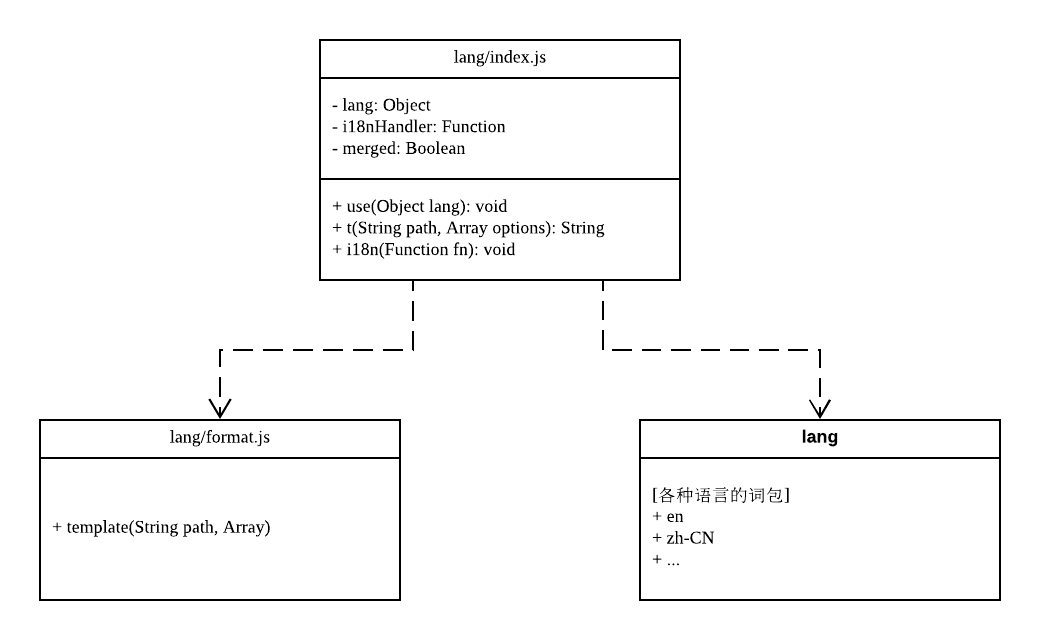 lang/index.js
- lang: Object
- i18nHandler: Function
- merged: Boolean
+ use(Object lang): void
+ t(String path, Array options): String
+ i18n(Function fn): void
lang/format.js
+ template(String path, Array)
lang
[各种语言的词包]
+ en
+ zh-CN
+ ...